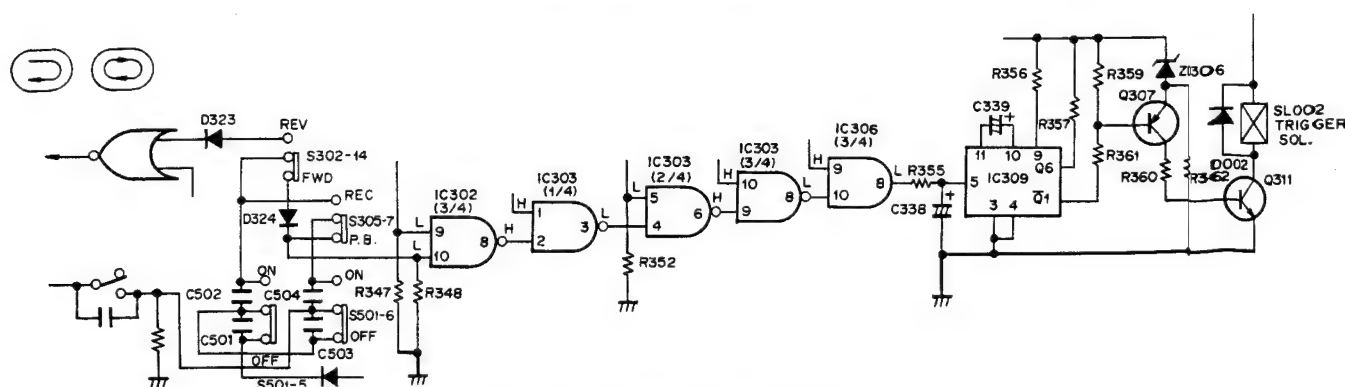 D323
REV
S302-14
FWD
REC
D324
S305-7
P.B.
ON
ON
C502
C504
S501-6
C501
OFF
OFF
C503
S501-5
R347
R348
L
9
L
10
IC302
(3/4)
8
H
H
1
2
IC303
(1/4)
3
L
R352
L
5
4
IC303
(2/4)
6
H
H
10
9
IC303
(3/4)
8
L
H
9
10
IC306
(3/4)
8
L
R355
C338
+
C339
+
11
10
9
Q6
5
IC309
Q̅1
3
4
R356
R357
R359
R361
Q307
R360
ZD306
SL002
TRIGGER
SOL.
Q311